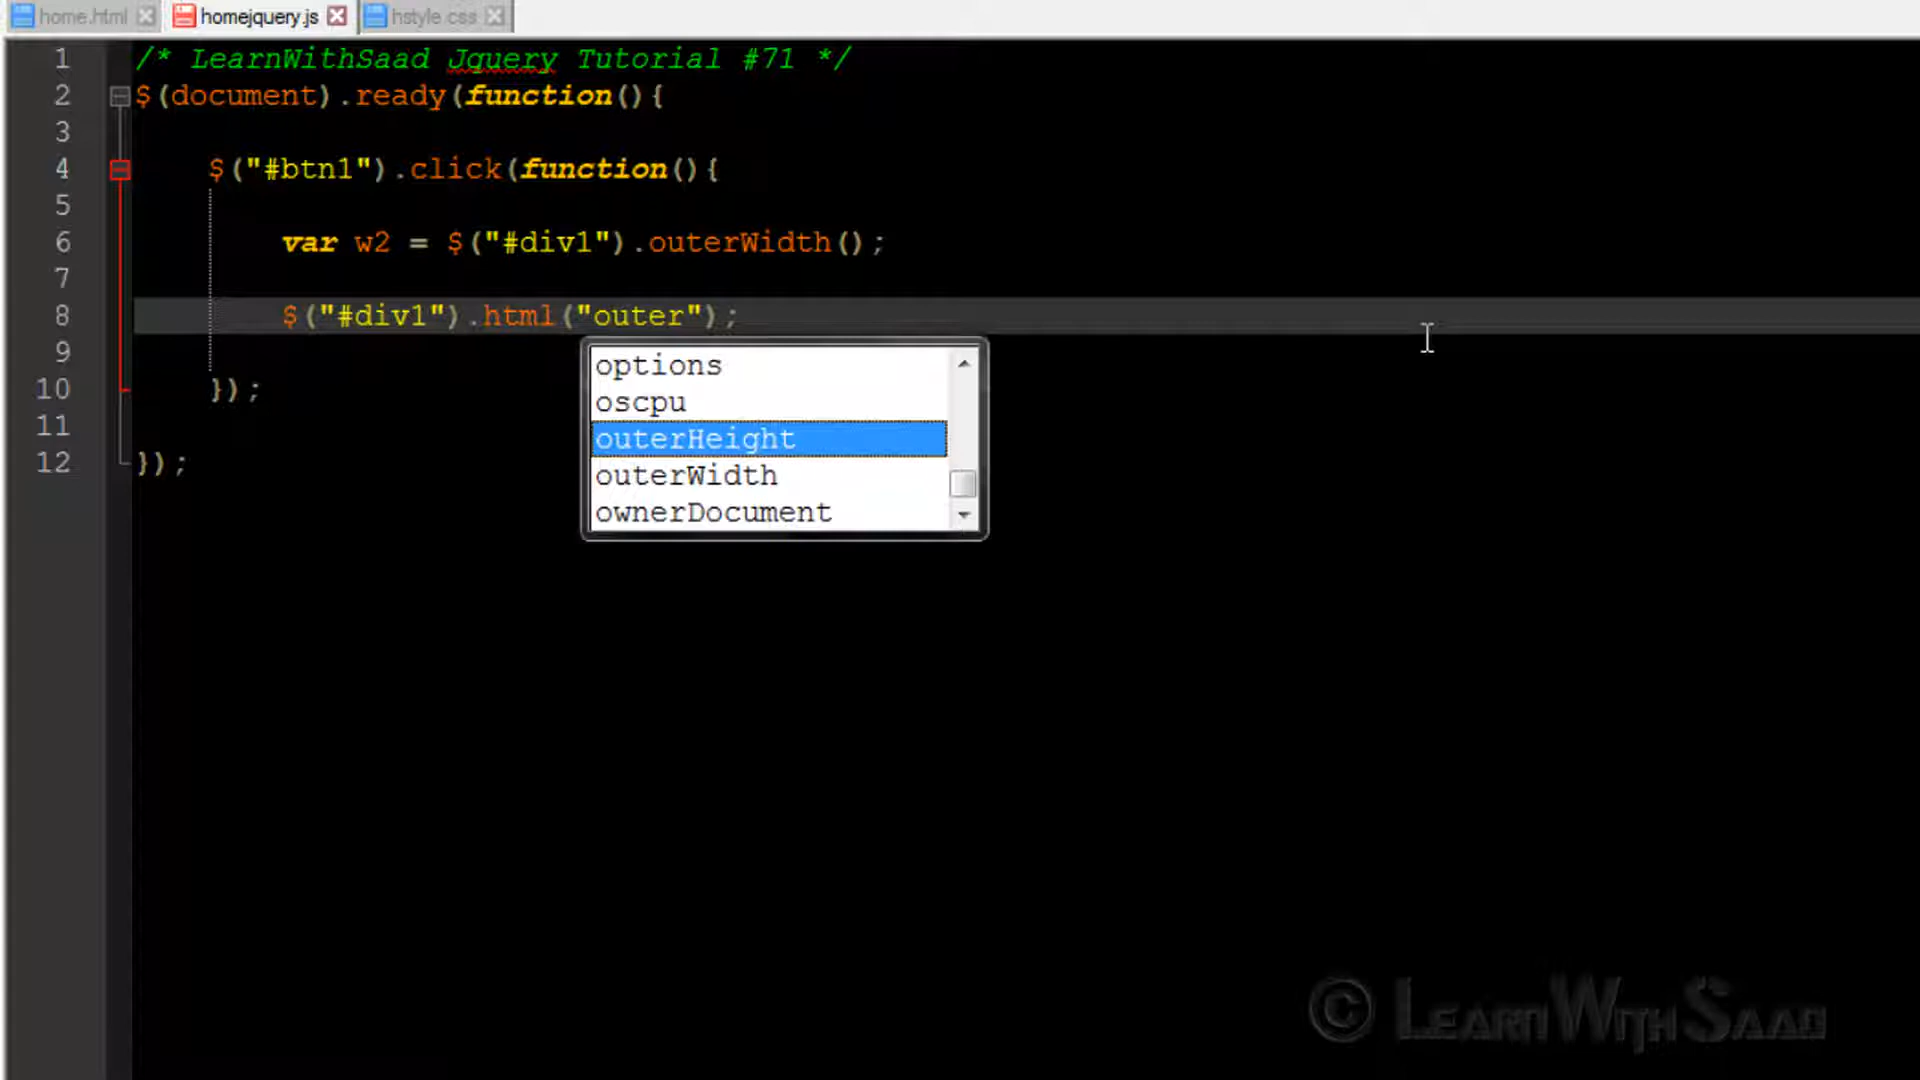 home.html homejquery.js hstyle.css
1 /* LearnWithSaad Jquery Tutorial #71 */
2 $(document).ready(function(){
3
4 $("#btn1").click(function(){
5
6 var w2 = $("#div1").outerWidth();
7
8 $("#div1").html("outer");
9
options
10 });
oscpu
11
outerHeight
12 });
outerWidth
ownerDocument
© LearnWithSaad